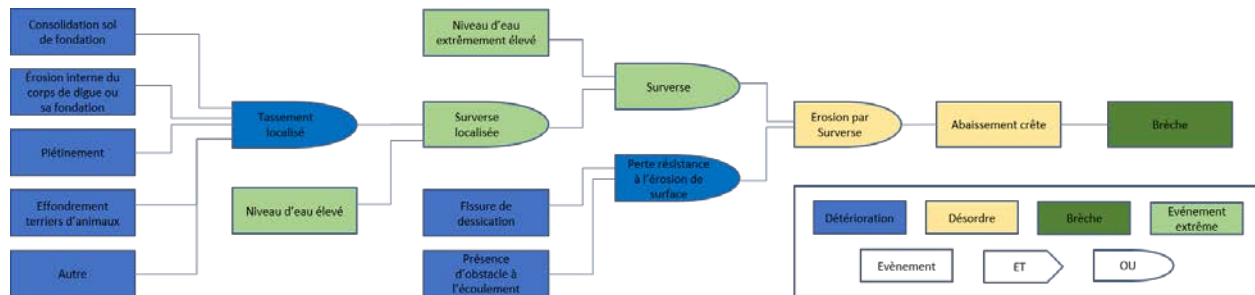 Consolidation sol
de fondation
Érosion interne du
corps de digue ou
sa fondation
Piétinement
Effondrement
terriers d'animaux
Autre
Tassement
localisé
Niveau d'eau élevé
Niveau d'eau
extrêmement élevé
Surverse
localisée
Fissure de
dessication
Présence
d'obstacle à
l'écoulement
Surverse
Perte résistance
à l'érosion de
surface
Erosion par
Surverse
Abaissement crête
Brèche
Détérioration
Désordre
Brèche
Evénement
extrême
Evènement
ET
OU